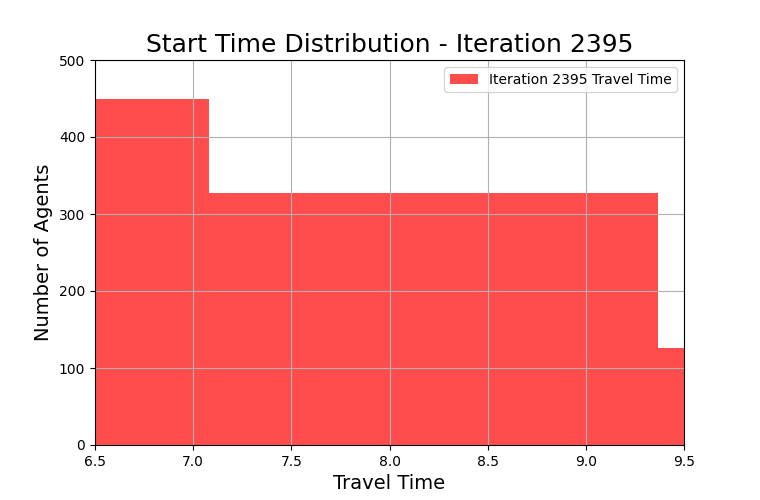 Start Time Distribution - Iteration 2395
Iteration 2395 Travel Time
Number of Agents
500
400
300
200
100
0
6.5 7.0 7.5 8.0 8.5 9.0 9.5
Travel Time